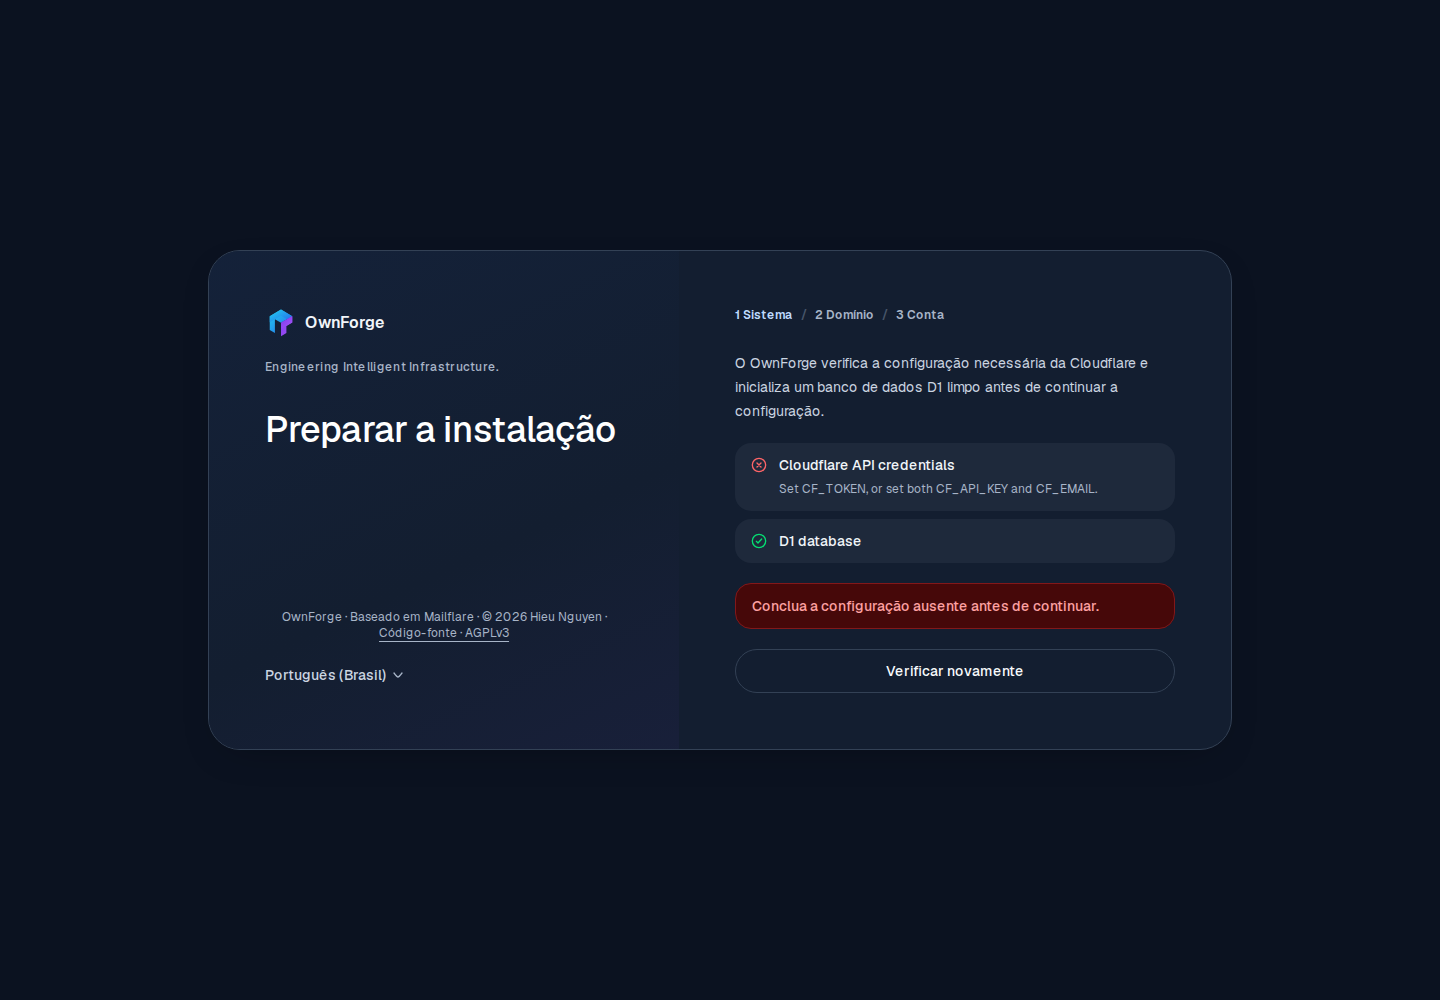 OwnForge
Engineering Intelligent Infrastructure.
Preparar a instalação
OwnForge · Baseado em Mailflare · © 2026 Hieu Nguyen ·
Código-fonte · AGPLv3
Português (Brasil)
1 Sistema / 2 Domínio / 3 Conta
O OwnForge verifica a configuração necessária da Cloudflare e
inicializa um banco de dados D1 limpo antes de continuar a
configuração.
Cloudflare API credentials
Set CF_TOKEN, or set both CF_API_KEY and CF_EMAIL.
D1 database
Conclua a configuração ausente antes de continuar.
Verificar novamente